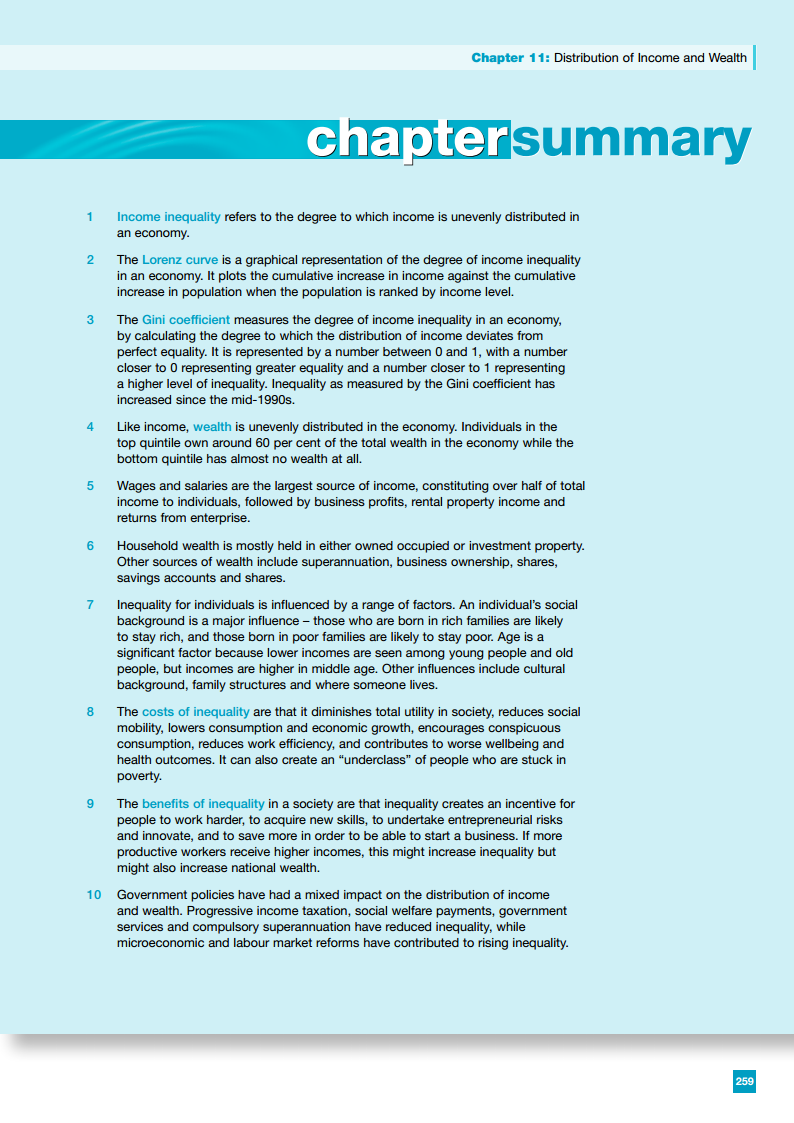 Chapter 11: Distribution of Income and Wealth
chaptersummary
1 Income inequality refers to the degree to which income is unevenly distributed in
an economy.
2 The Lorenz curve is a graphical representation of the degree of income inequality
in an economy. It plots the cumulative increase in income against the cumulative
increase in population when the population is ranked by income level.
3 The Gini coefficient measures the degree of income inequality in an economy,
by calculating the degree to which the distribution of income deviates from
perfect equality. It is represented by a number between 0 and 1, with a number
closer to 0 representing greater equality and a number closer to 1 representing
a higher level of inequality. Inequality as measured by the Gini coefficient has
increased since the mid-1990s.
4 Like income, wealth is unevenly distributed in the economy. Individuals in the
top quintile own around 60 per cent of the total wealth in the economy while the
bottom quintile has almost no wealth at all.
5 Wages and salaries are the largest source of income, constituting over half of total
income to individuals, followed by business profits, rental property income and
returns from enterprise.
6 Household wealth is mostly held in either owned occupied or investment property.
Other sources of wealth include superannuation, business ownership, shares,
savings accounts and shares.
7 Inequality for individuals is influenced by a range of factors. An individual's social
background is a major influence – those who are born in rich families are likely
to stay rich, and those born in poor families are likely to stay poor. Age is a
significant factor because lower incomes are seen among young people and old
people, but incomes are higher in middle age. Other influences include cultural
background, family structures and where someone lives.
8 The costs of inequality are that it diminishes total utility in society, reduces social
mobility, lowers consumption and economic growth, encourages conspicuous
consumption, reduces work efficiency, and contributes to worse wellbeing and
health outcomes. It can also create an “underclass” of people who are stuck in
poverty.
9 The benefits of inequality in a society are that inequality creates an incentive for
people to work harder, to acquire new skills, to undertake entrepreneurial risks
and innovate, and to save more in order to be able to start a business. If more
productive workers receive higher incomes, this might increase inequality but
might also increase national wealth.
10 Government policies have had a mixed impact on the distribution of income
and wealth. Progressive income taxation, social welfare payments, government
services and compulsory superannuation have reduced inequality, while
microeconomic and labour market reforms have contributed to rising inequality.
259